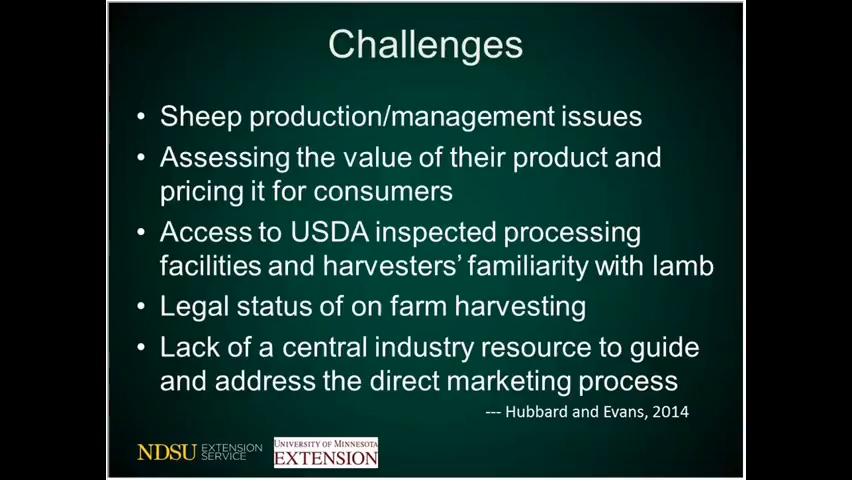 Challenges
• Sheep production/management issues
• Assessing the value of their product and
pricing it for consumers
• Access to USDA inspected processing
facilities and harvesters' familiarity with lamb
• Legal status of on farm harvesting
• Lack of a central industry resource to guide
and address the direct marketing process
--- Hubbard and Evans, 2014
NDSU EXTENSION
SERVICE
UNIVERSITY OF MINNESOTA
EXTENSION